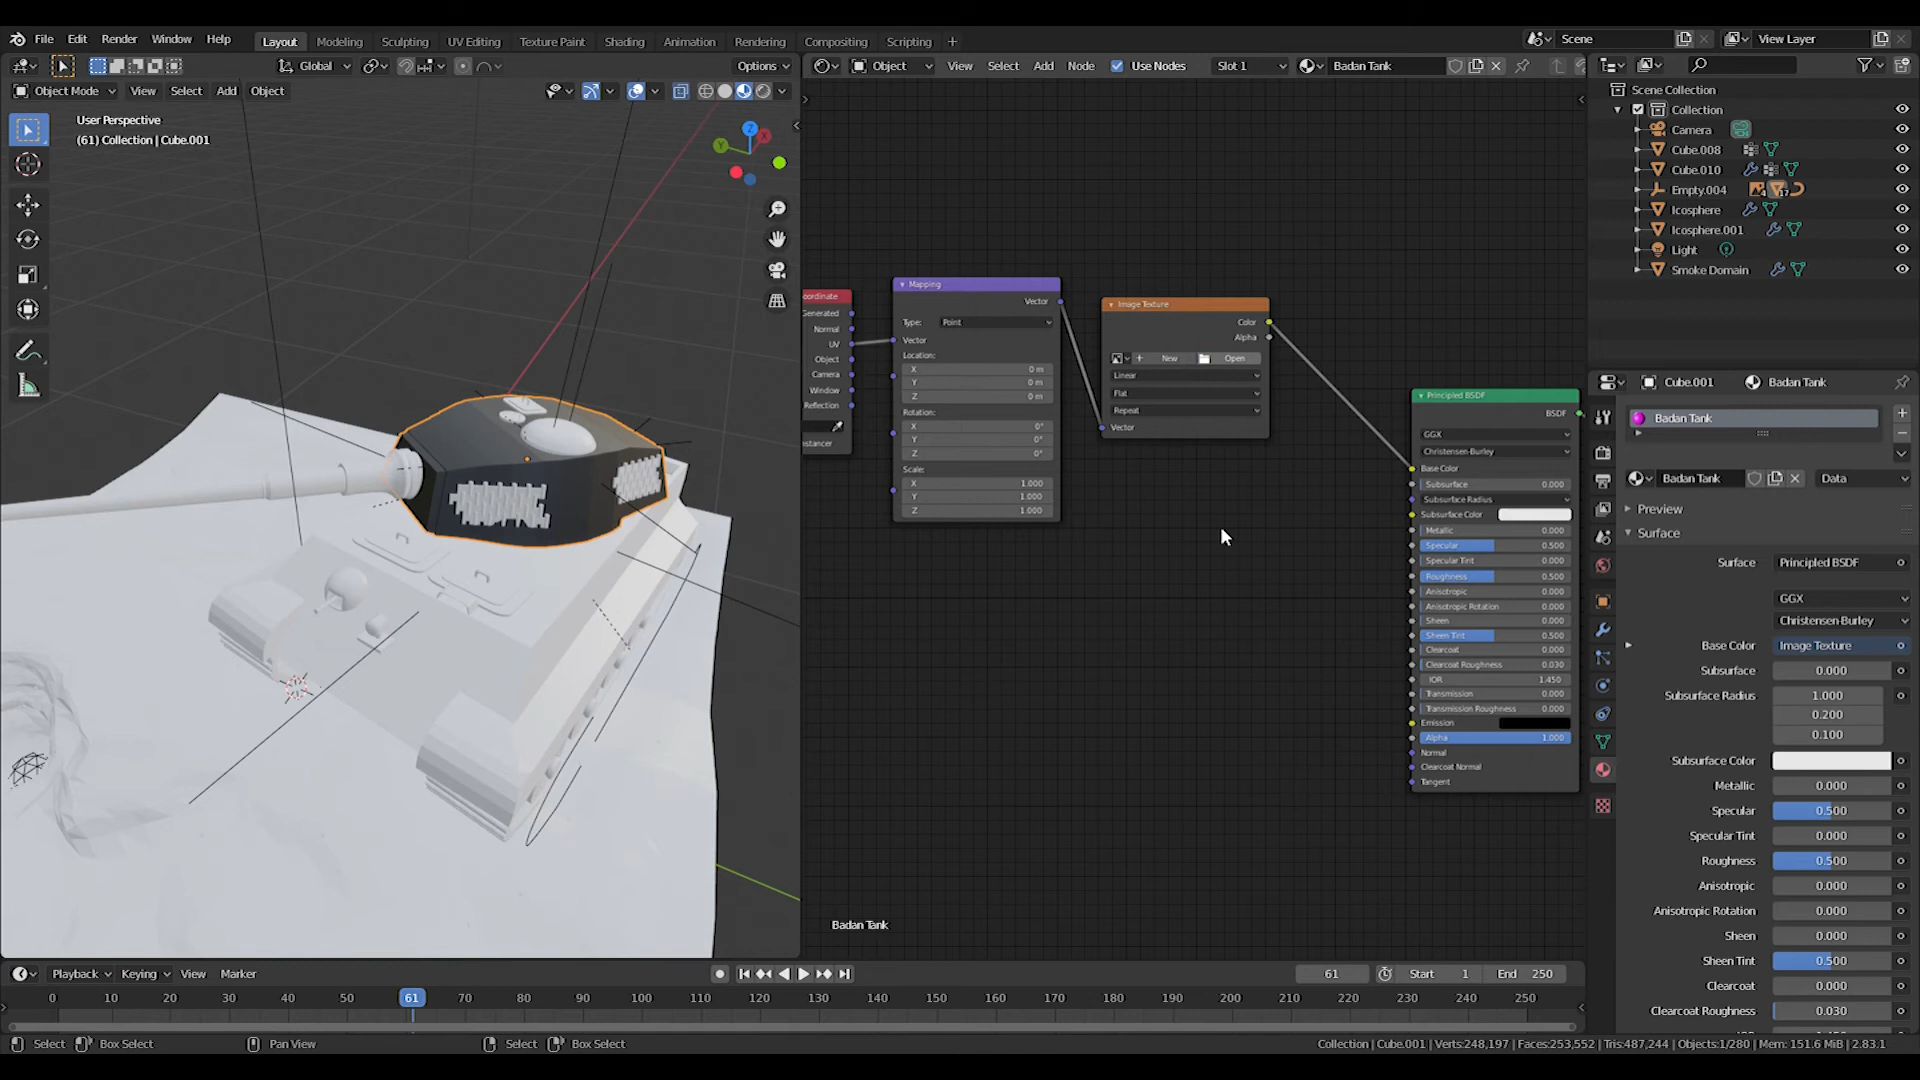 File Edit Render Window Help Layout Modeling Sculpting UV Editing Texture Paint Shading Animation Rendering Compositing Scripting + Scene View Layer
Global Options Object View Select Add Node Use Nodes Slot 1 Badan Tank
Object Mode View Select Add Object
User Perspective
(61) Collection | Cube.001
Z
X
Y
Scene Collection
Collection
Camera
Cube.008
Cube.010
Empty.004
Icosphere
Icosphere.001
Light
Smoke Domain
oordinate
Generated
Normal
UV
Object
Camera
Window
Reflection
nstancer
Mapping
Vector
Type: Point
Vector
Location:
X 0 m
Y 0 m
Z 0 m
Rotation:
X 0°
Y 0°
Z 0°
Scale:
X 1.000
Y 1.000
Z 1.000
Image Texture
Color
Alpha
New Open
Linear
Flat
Repeat
Vector
Principled BSDF
BSDF
GGX
Christensen-Burley
Base Color
Subsurface 0.000
Subsurface Radius
Subsurface Color
Metallic 0.000
Specular 0.500
Specular Tint 0.000
Roughness 0.500
Anisotropic 0.000
Anisotropic Rotation 0.000
Sheen 0.000
Sheen Tint 0.500
Clearcoat 0.000
Clearcoat Roughness 0.030
IOR 1.450
Transmission 0.000
Transmission Roughness 0.000
Emission
Alpha 1.000
Normal
Clearcoat Normal
Tangent
Badan Tank
Cube.001 Badan Tank
Badan Tank
Badan Tank Data
Preview
Surface
Surface Principled BSDF
GGX
Christensen-Burley
Base Color Image Texture
Subsurface 0.000
Subsurface Radius 1.000
0.200
0.100
Subsurface Color
Metallic 0.000
Specular 0.500
Specular Tint 0.000
Roughness 0.500
Anisotropic 0.000
Anisotropic Rotation 0.000
Sheen 0.000
Sheen Tint 0.500
Clearcoat 0.000
Clearcoat Roughness 0.030
Playback Keying View Marker 61 Start 1 End 250
0 10 20 30 40 50 61 70 80 90 100 110 120 130 140 150 160 170 180 190 200 210 220 230 240 250
Select Box Select Pan View Select Box Select Collection | Cube.001 | Verts:248,197 | Faces:253,552 | Tris:487,244 | Objects:1/280 | Mem: 151.6 MiB | 2.83.1